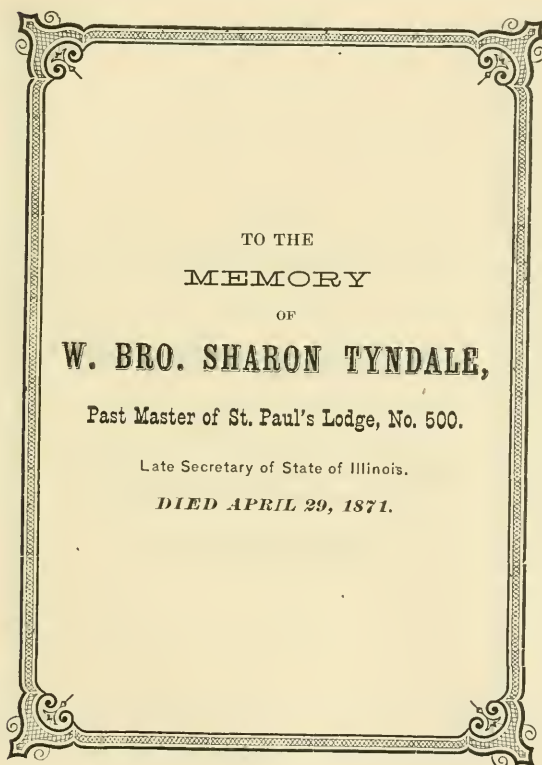 TO THE
MEMORY
OF
W. BRO. SHARON TYNDALE,
Past Master of St. Paul's Lodge, No. 500.
Late Secretary of State of Illinois.
DIED APRIL 29, 1871.